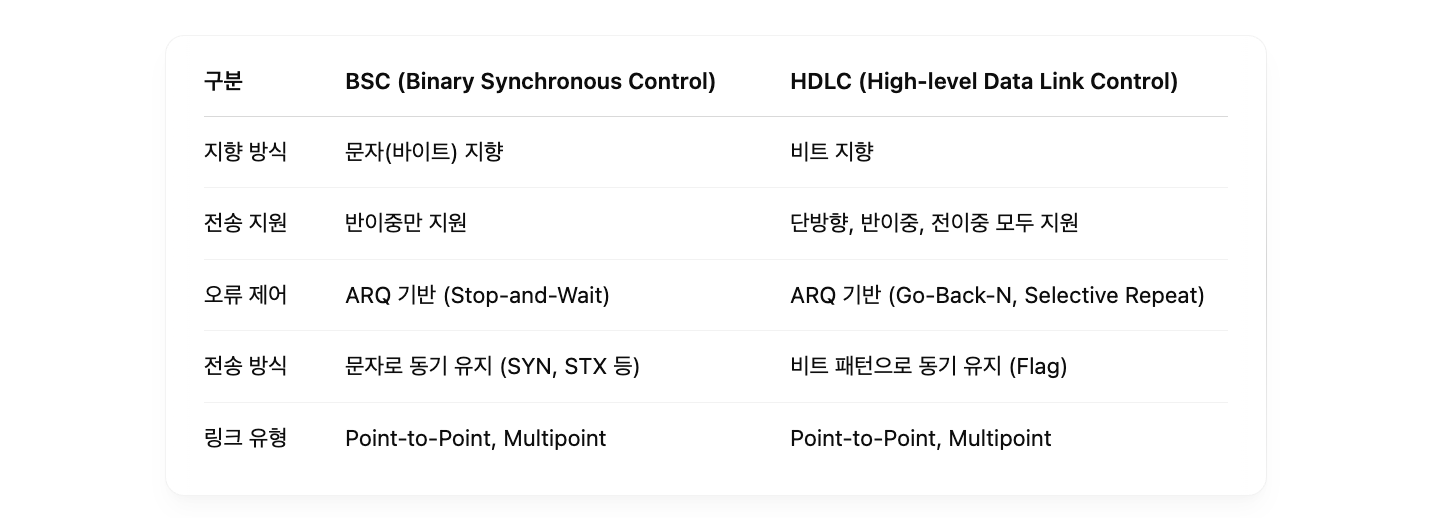 구분 BSC (Binary Synchronous Control) HDLC (High-level Data Link Control)
지향 방식 문자(바이트) 지향 비트 지향
전송 지원 반이중만 지원 단방향, 반이중, 전이중 모두 지원
오류 제어 ARQ 기반 (Stop-and-Wait) ARQ 기반 (Go-Back-N, Selective Repeat)
전송 방식 문자로 동기 유지 (SYN, STX 등) 비트 패턴으로 동기 유지 (Flag)
링크 유형 Point-to-Point, Multipoint Point-to-Point, Multipoint